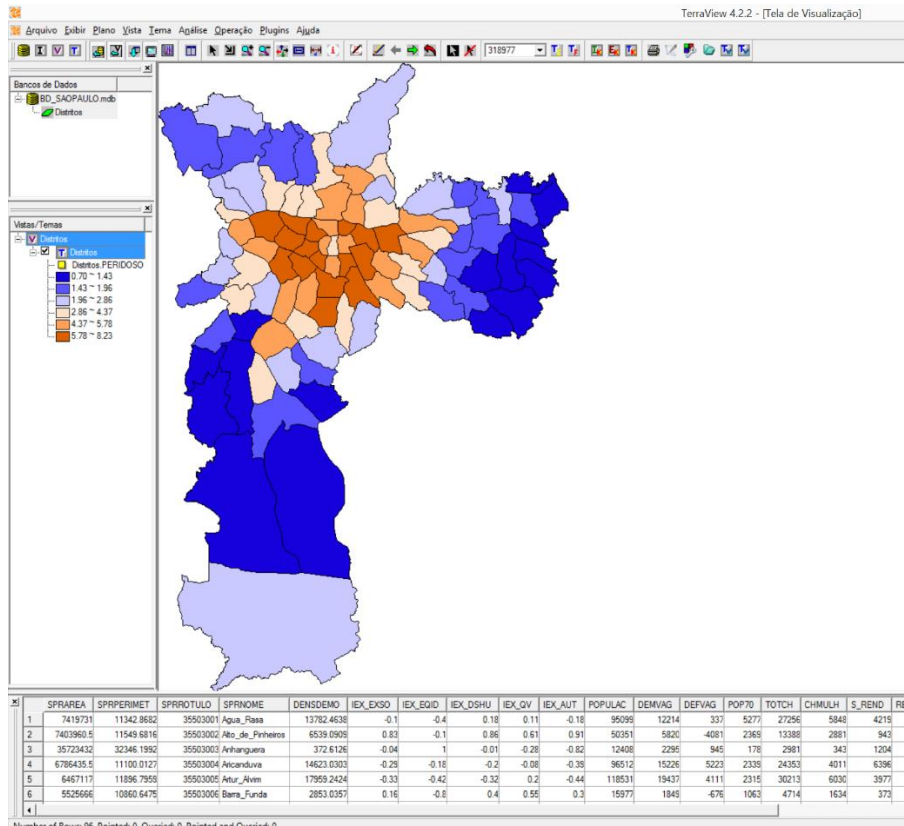 TerraView 4.2.2 - [Tela de Visualização]
Arquivo Exibir Plano Vista Tema Análise Operação Plugins Ajuda
318977
Bancos de Dados
BD_SAOPAULO.mdb
Distritos
Vistas/Temas
Distritos
Distritos
Distritos.PERIDOSO
0.70 ~ 1.43
1.43 ~ 1.96
1.96 ~ 2.86
2.86 ~ 4.37
4.37 ~ 5.78
5.78 ~ 8.23
SPRAREA SPRPERIMET SPRROTULO SPRNOME DENSDEMO IEX_EXSO IEX_EQID IEX_DSHU IEX_QV IEX_AUT POPULAC DEMVAG DEFVAG POP70 TOTCH CHMULH S_REND RE
1 7419731 11342.8682 35503001 Agua_Rasa 13782.4638 -0.1 -0.4 0.18 0.11 -0.18 95099 12214 337 5277 27256 5848 4219
2 7403960.5 11549.6816 35503002 Alto_de_Pinheiros 6539.0909 0.83 -0.1 0.86 0.61 0.91 50351 5820 -4081 2369 13388 2881 943
3 35723432 32346.1992 35503003 Anhanguera 372.6126 -0.04 1 -0.01 -0.28 -0.82 12408 2295 945 178 2981 343 1204
4 6786435.5 11100.0127 35503004 Aricanduva 14623.0303 -0.29 -0.18 -0.2 -0.08 -0.39 96512 15226 5223 2339 24353 4011 6396
5 6467117 11896.7959 35503005 Artur_Alvim 17959.2424 -0.33 -0.42 -0.32 0.2 -0.44 118531 19437 4111 2315 30213 6030 3977
6 5525666 10860.6475 35503006 Barra_Funda 2853.0357 0.16 -0.8 0.4 0.55 0.3 15977 1849 -676 1063 4714 1634 373